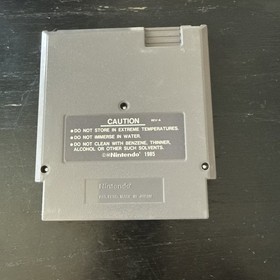 CAUTION
•DO NOT STORE IN EXTREME TEMPERATURES.
•DO NOT IMMERSE IN WATER.
•DO NOT CLEAN WITH BENZENE, THINNER,
ALCOHOL OR OTHER SUCH SOLVENTS.
©Nintendo 1985
Nintendo